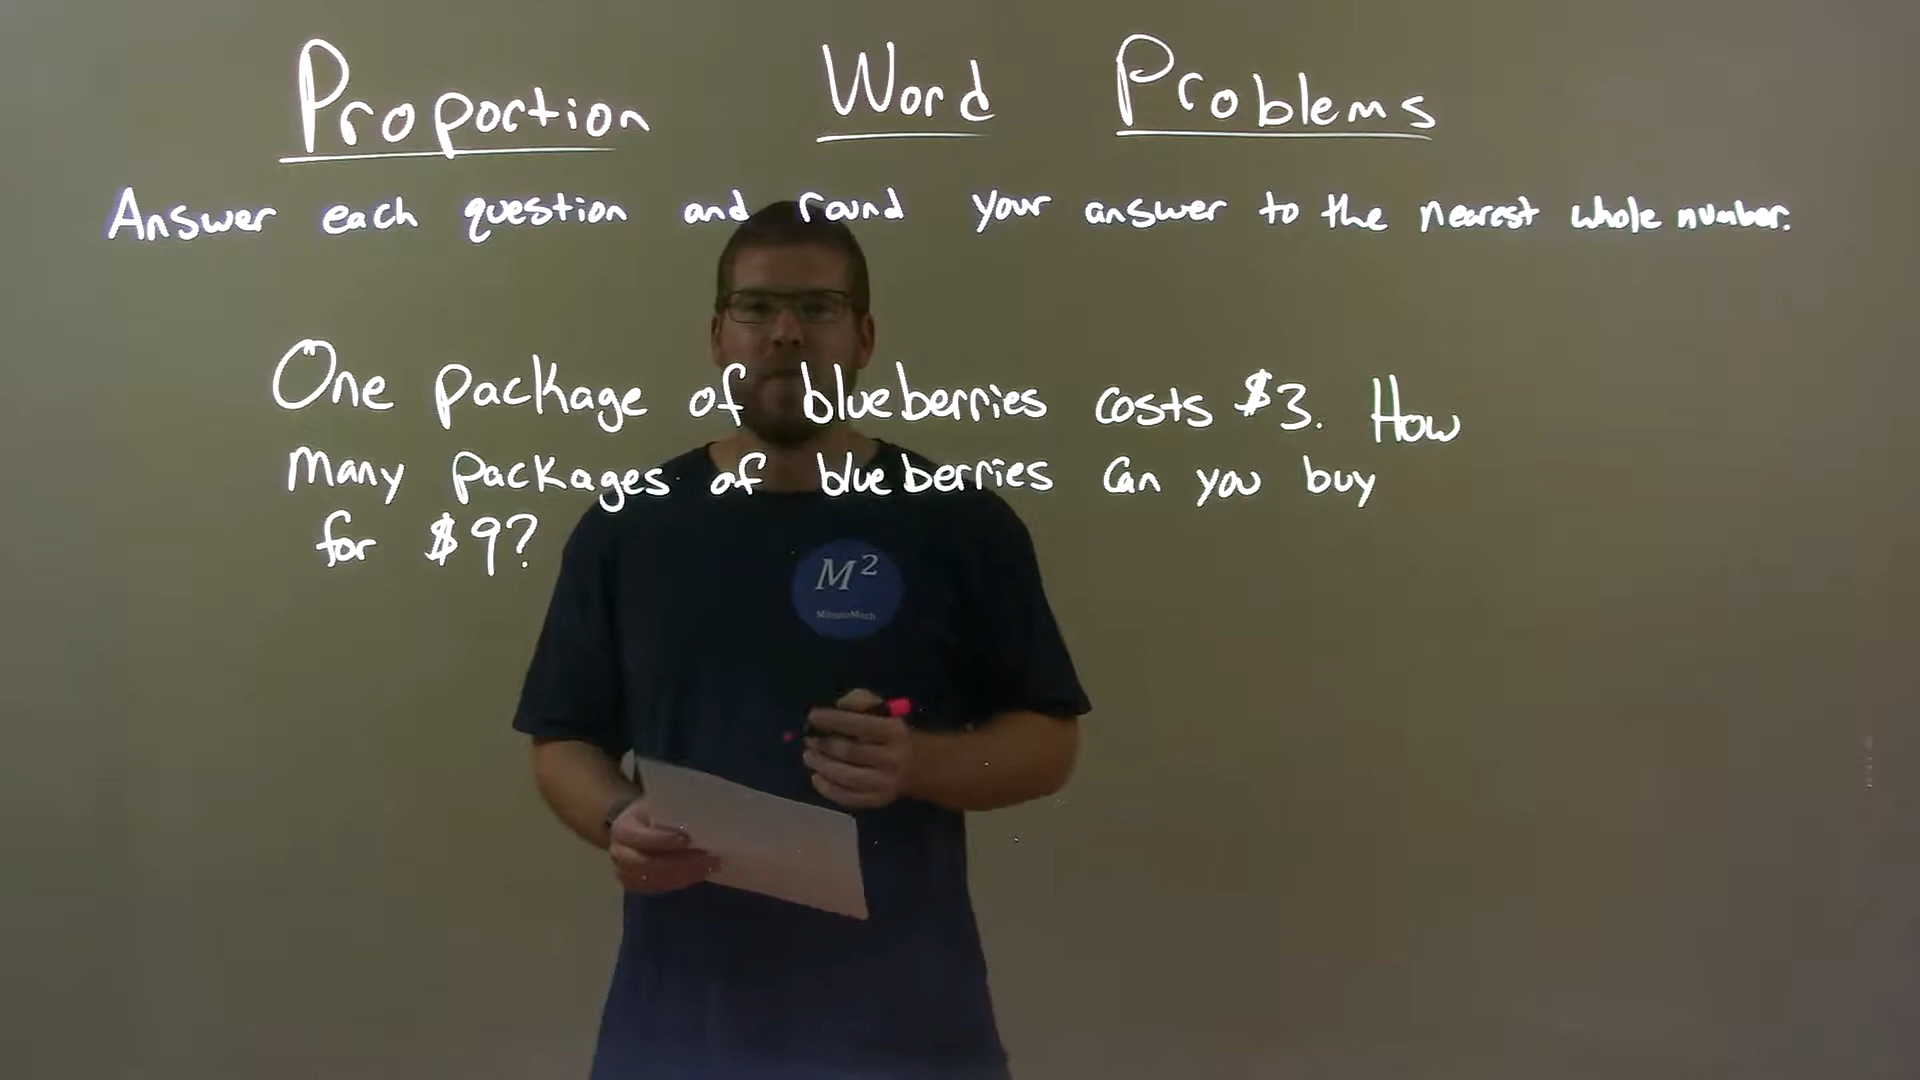 Proportion Word Problems
Answer each question and round your answer to the nearest whole number.
One package of blueberries costs $3. How
many packages of blueberries can you buy
for $9?
M²
MinuteMath